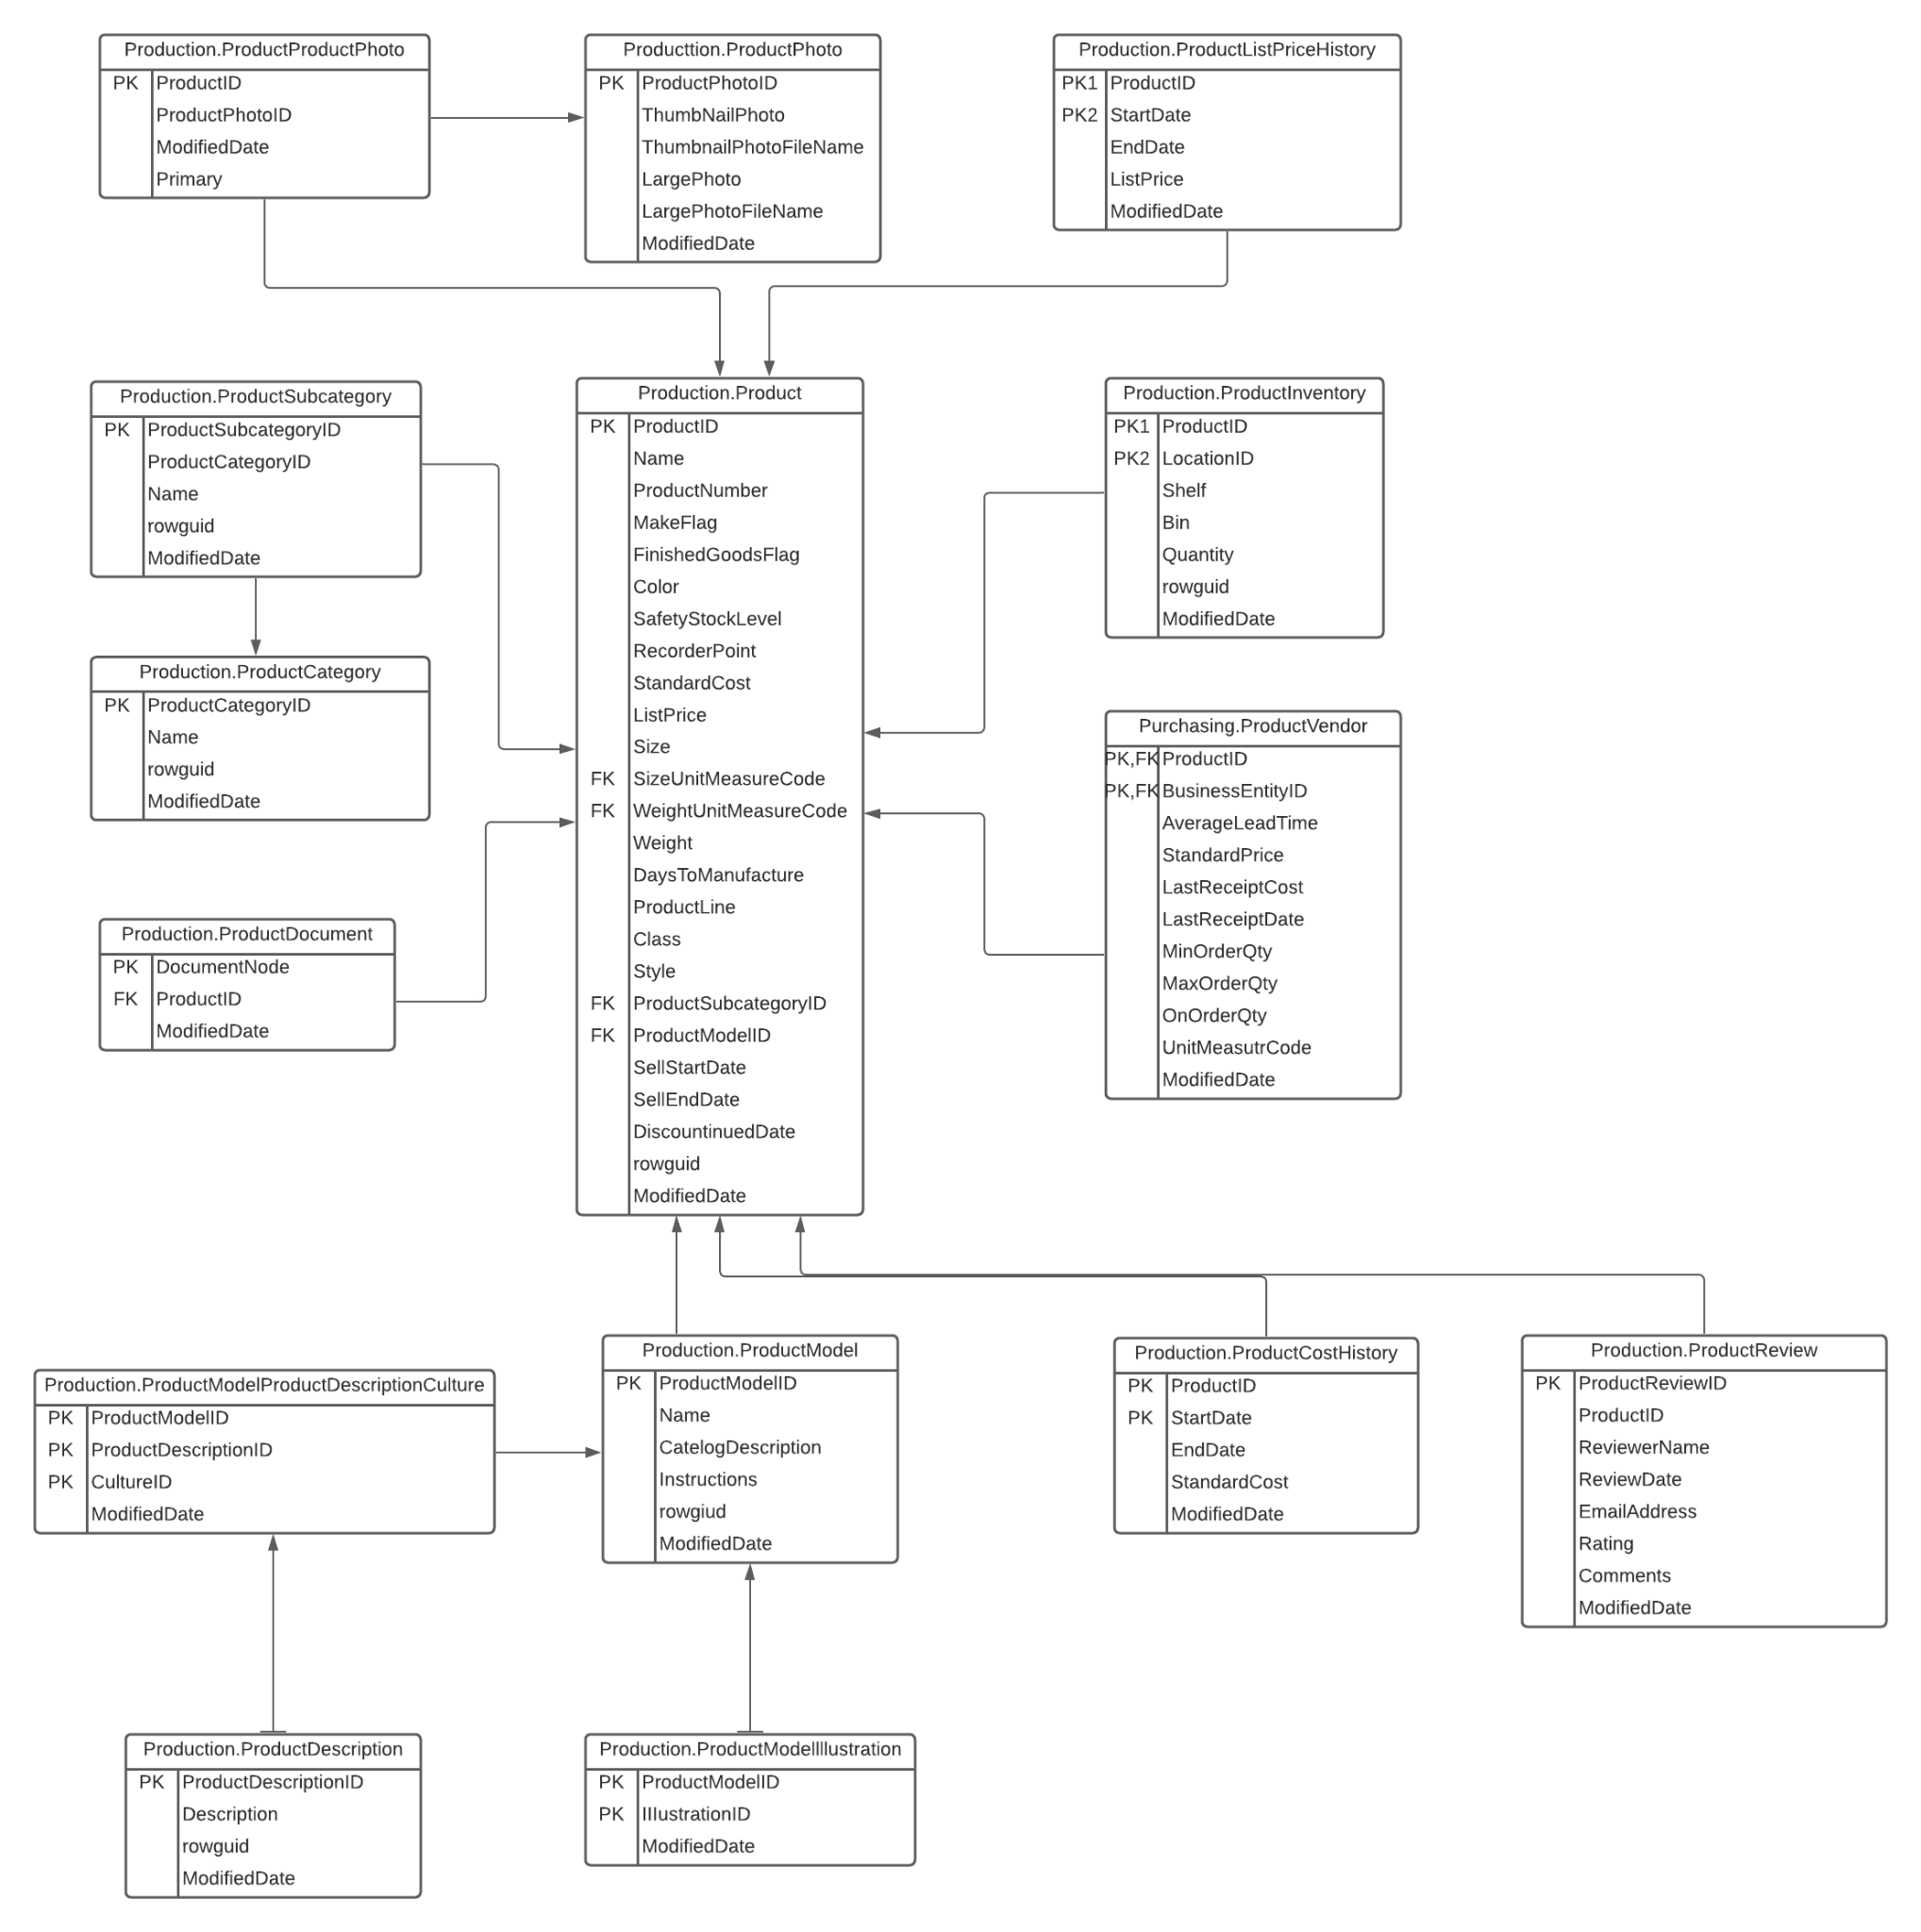 Production.ProductProductPhoto
PK ProductID
ProductPhotoID
ModifiedDate
Primary
Producttion.ProductPhoto
PK ProductPhotoID
ThumbNailPhoto
ThumbnailPhotoFileName
LargePhoto
LargePhotoFileName
ModifiedDate
Production.ProductListPriceHistory
PK1 ProductID
PK2 StartDate
EndDate
ListPrice
ModifiedDate
Production.ProductSubcategory
PK ProductSubcategoryID
ProductCategoryID
Name
rowguid
ModifiedDate
Production.ProductCategory
PK ProductCategoryID
Name
rowguid
ModifiedDate
Production.ProductDocument
PK DocumentNode
FK ProductID
ModifiedDate
Production.Product
PK ProductID
Name
ProductNumber
MakeFlag
FinishedGoodsFlag
Color
SafetyStockLevel
RecorderPoint
StandardCost
ListPrice
Size
FK SizeUnitMeasureCode
FK WeightUnitMeasureCode
Weight
DaysToManufacture
ProductLine
Class
Style
FK ProductSubcategoryID
FK ProductModelID
SellStartDate
SellEndDate
DiscountinuedDate
rowguid
ModifiedDate
Production.ProductInventory
PK1 ProductID
PK2 LocationID
Shelf
Bin
Quantity
rowguid
ModifiedDate
Purchasing.ProductVendor
PK,FK ProductID
PK,FK BusinessEntityID
AverageLeadTime
StandardPrice
LastReceiptCost
LastReceiptDate
MinOrderQty
MaxOrderQty
OnOrderQty
UnitMeasutrCode
ModifiedDate
Production.ProductModelProductDescriptionCulture
PK ProductModelID
PK ProductDescriptionID
PK CultureID
ModifiedDate
Production.ProductModel
PK ProductModelID
Name
CatelogDescription
Instructions
rowgiud
ModifiedDate
Production.ProductCostHistory
PK ProductID
PK StartDate
EndDate
StandardCost
ModifiedDate
Production.ProductReview
PK ProductReviewID
ProductID
ReviewerName
ReviewDate
EmailAddress
Rating
Comments
ModifiedDate
Production.ProductDescription
PK ProductDescriptionID
Description
rowguid
ModifiedDate
Production.ProductModelIllustration
PK ProductModelID
PK IllustrationID
ModifiedDate